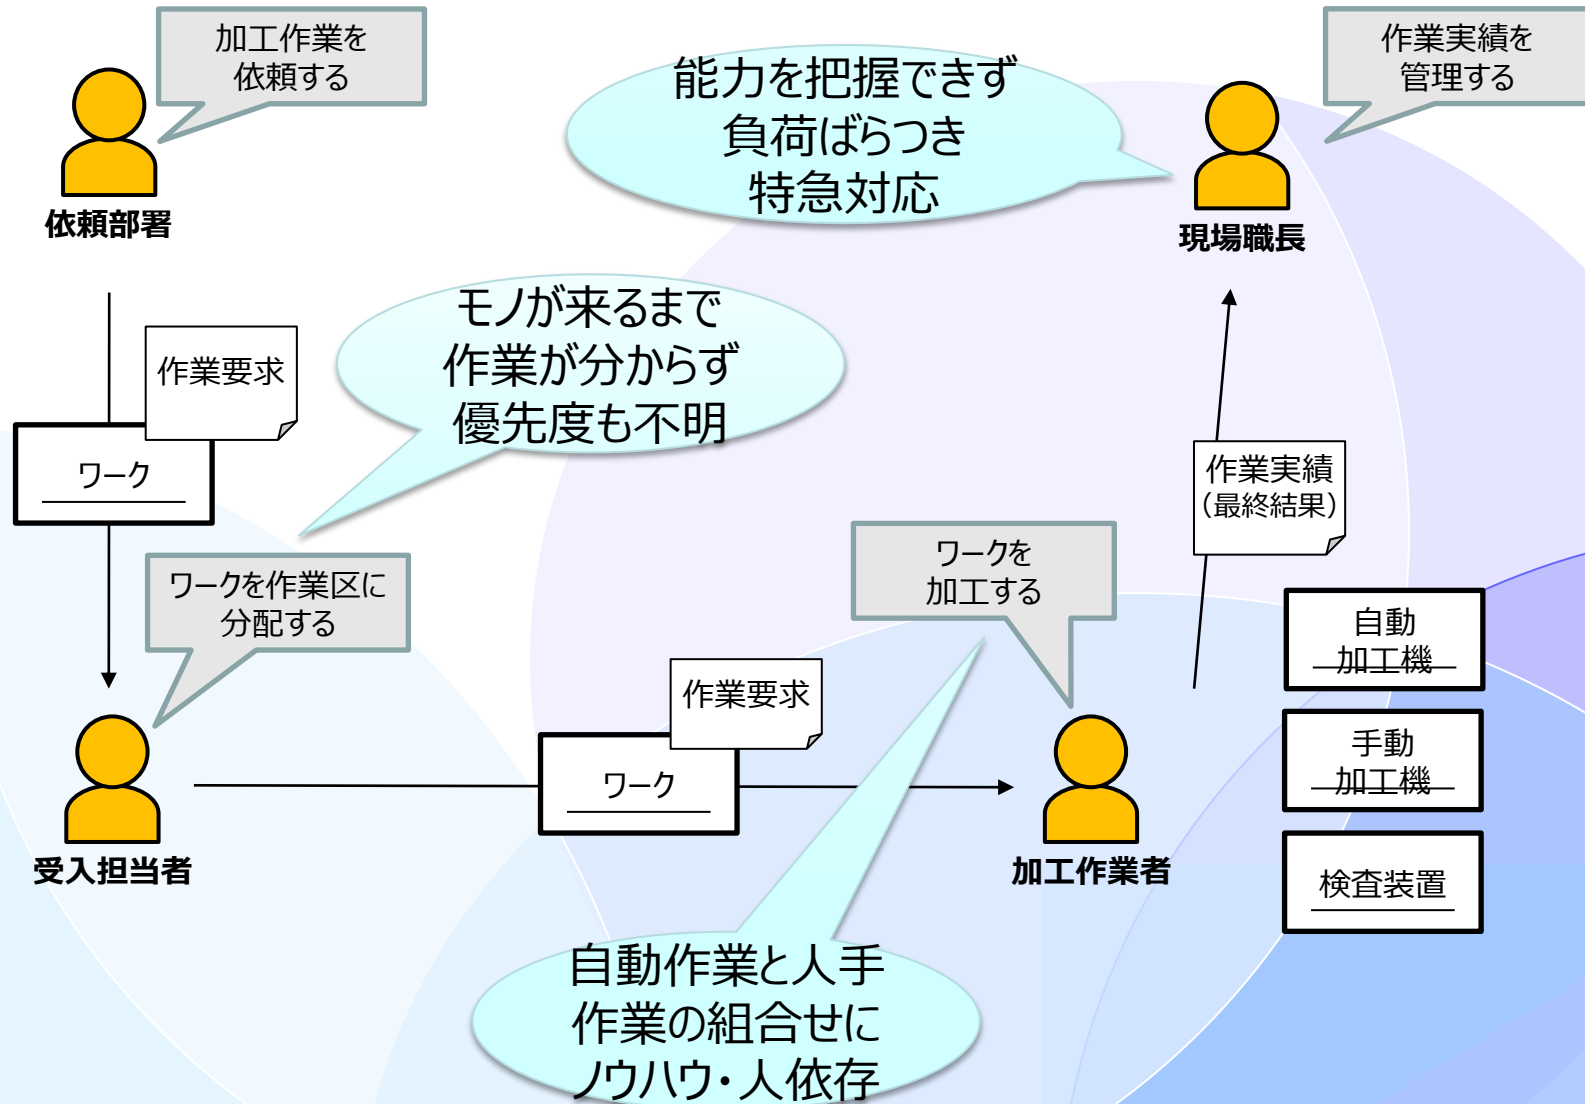 加工作業を
依頼する
依頼部署
能力を把握できず
負荷ばらつき
特急対応
作業実績を
管理する
現場職長
モノが来るまで
作業が分からず
優先度も不明
作業要求
ワーク
ワークを作業区に
分配する
受入担当者
作業要求
ワーク
ワークを
加工する
加工作業者
作業実績
（最終結果）
自動
加工機
手動
加工機
検査装置
自動作業と人手
作業の組合せに
ノウハウ・人依存